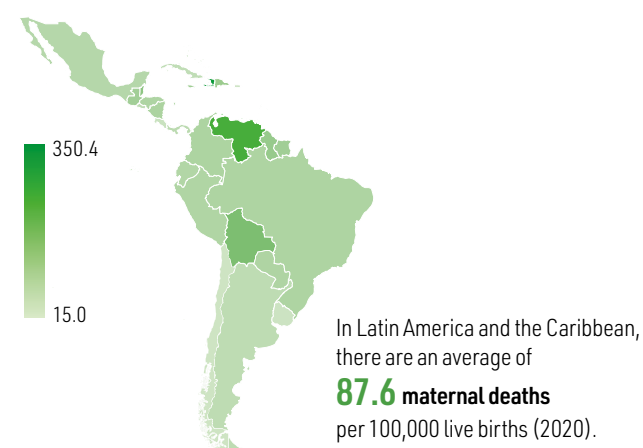 350.4
15.0
In Latin America and the Caribbean,
there are an average of
87.6 maternal deaths
per 100,000 live births (2020).